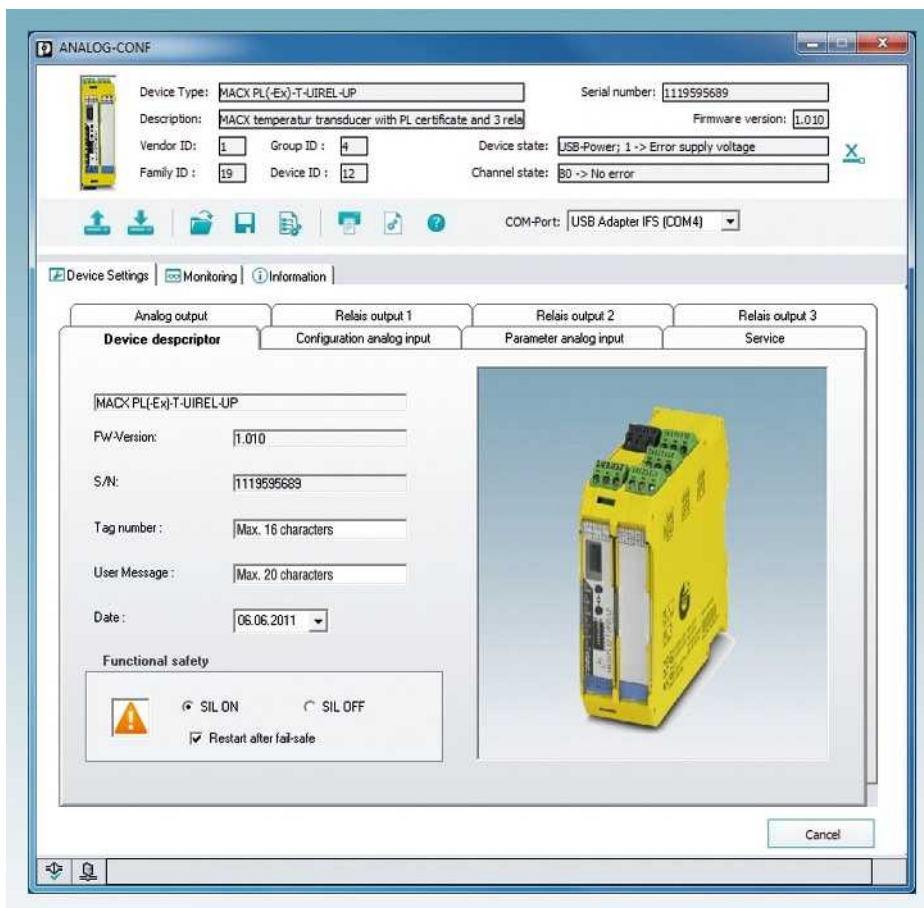 ANALOG-CONF
Device Type: MACX PL(-Ex)-T-UIREL-UP Serial number: 1119595689
Description: MACX temperatur transducer with PL certificate and 3 rela Firmware version: 1.010
Vendor ID: 1 Group ID : 4 Device state: USB-Power; 1 -> Error supply voltage
Family ID : 19 Device ID : 12 Channel state: B0 -> No error
COM-Port: USB Adapter IFS (COM4)
Device Settings Monitoring Information
Analog output Relais output 1 Relais output 2 Relais output 3
Device despcriptor Configuration analog input Parameter analog input Service
MACX PL(-Ex)-T-UIREL-UP
FW-Version: 1.010
S/N: 1119595689
Tag number : Max. 16 characters
User Message : Max. 20 characters
Date : 06.06.2011
Functional safety
SIL ON SIL OFF
Restart after fail-safe
Cancel